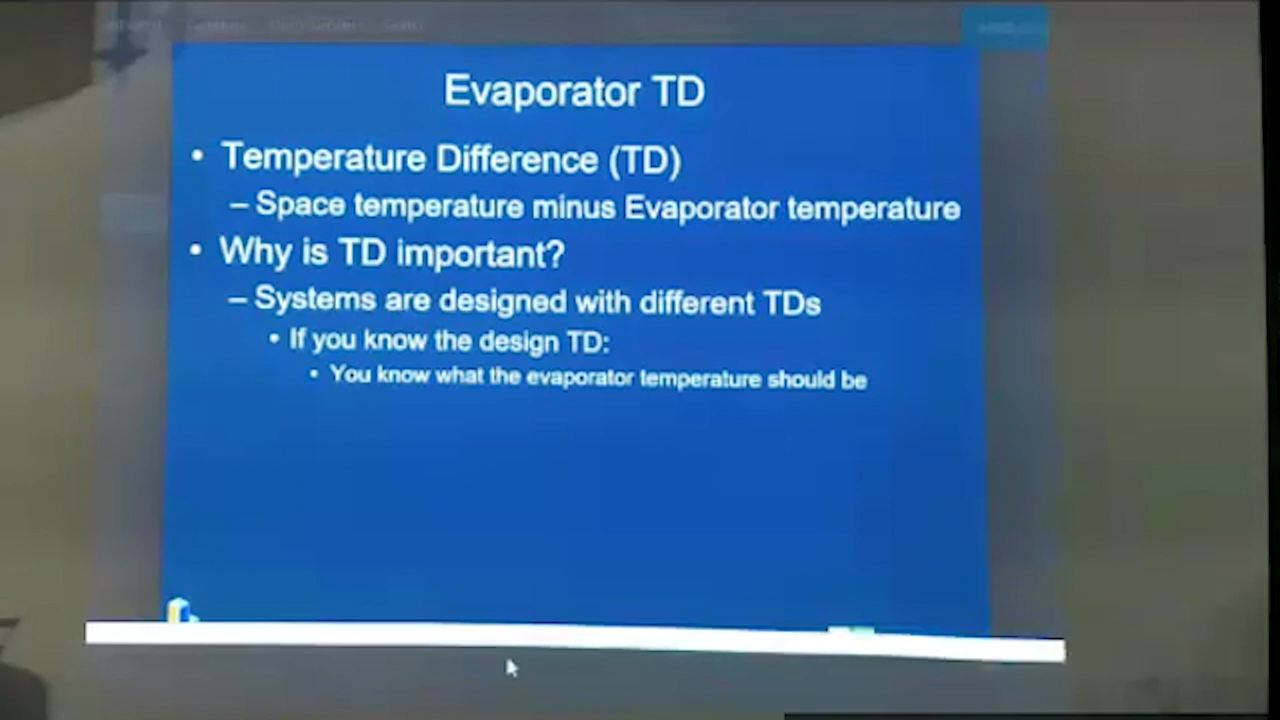 Evaporator TD
• Temperature Difference (TD)
– Space temperature minus Evaporator temperature
• Why is TD important?
– Systems are designed with different TDs
• If you know the design TD:
• You know what the evaporator temperature should be